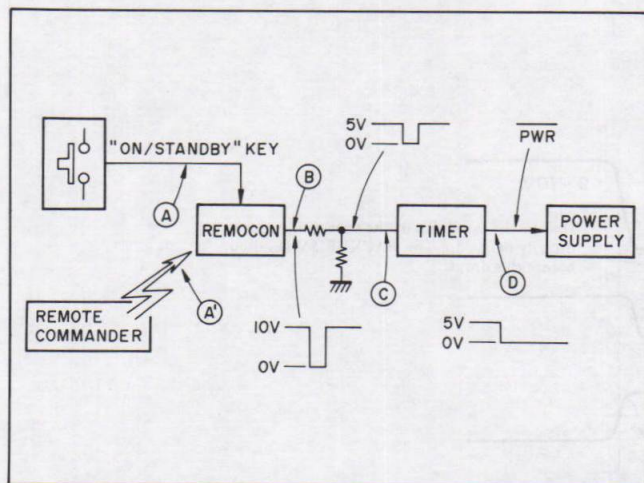 5V
0V
PWR
"ON/STANDBY" KEY
A
B
REMOCON
TIMER
POWER
SUPPLY
C
D
A'
REMOTE
COMMANDER
10V
0V
5V
0V